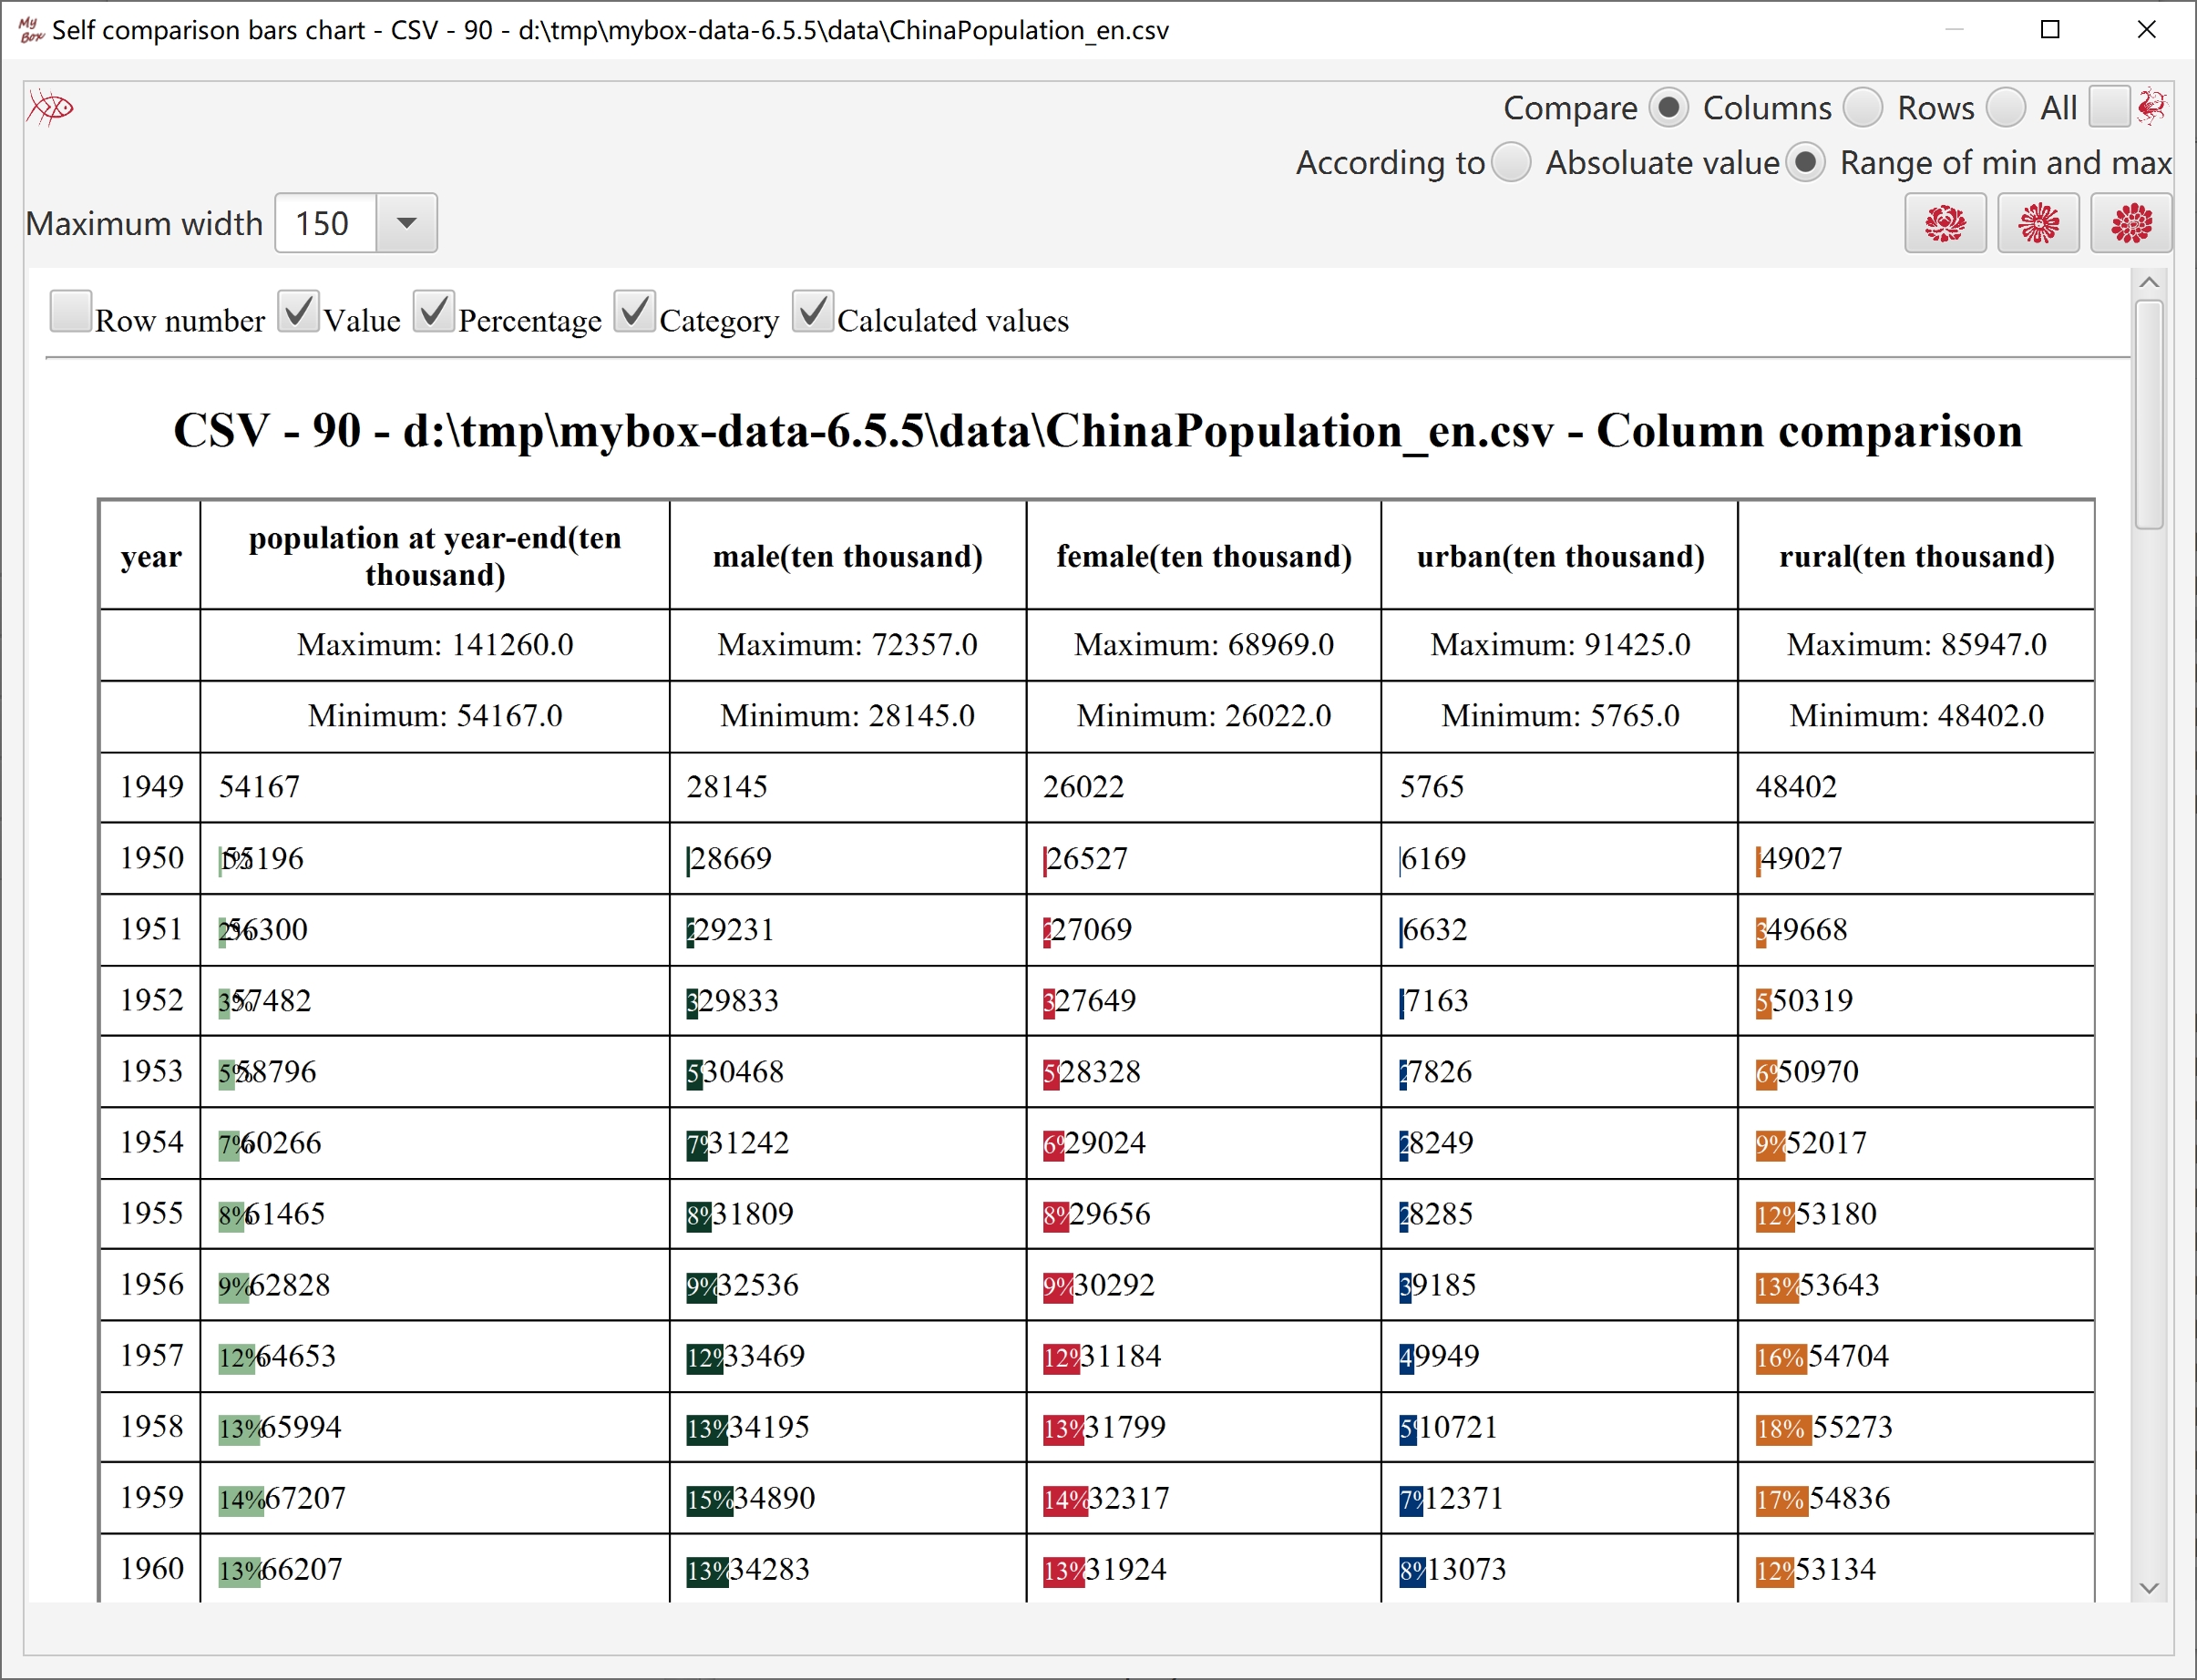 My Box Self comparison bars chart - CSV - 90 - d:\tmp\mybox-data-6.5.5\data\ChinaPopulation_en.csv
Compare Columns Rows All
According to Absoluate value Range of min and max
Maximum width 150
Row number Value Percentage Category Calculated values
CSV - 90 - d:\tmp\mybox-data-6.5.5\data\ChinaPopulation_en.csv - Column comparison
year population at year-end(ten thousand) male(ten thousand) female(ten thousand) urban(ten thousand) rural(ten thousand)
Maximum: 141260.0 Maximum: 72357.0 Maximum: 68969.0 Maximum: 91425.0 Maximum: 85947.0
Minimum: 54167.0 Minimum: 28145.0 Minimum: 26022.0 Minimum: 5765.0 Minimum: 48402.0
1949 54167 28145 26022 5765 48402
1950 1% 55196 28669 26527 6169 49027
1951 2% 56300 2 29231 2 27069 6632 3 49668
1952 3% 57482 3 29833 3 27649 7163 5 50319
1953 5% 58796 5% 30468 5% 28328 2 7826 6% 50970
1954 7% 60266 7% 31242 6% 29024 2 8249 9% 52017
1955 8% 61465 8% 31809 8% 29656 2 8285 12% 53180
1956 9% 62828 9% 32536 9% 30292 3 9185 13% 53643
1957 12% 64653 12% 33469 12% 31184 4 9949 16% 54704
1958 13% 65994 13% 34195 13% 31799 5% 10721 18% 55273
1959 14% 67207 15% 34890 14% 32317 7% 12371 17% 54836
1960 13% 66207 13% 34283 13% 31924 8% 13073 12% 53134